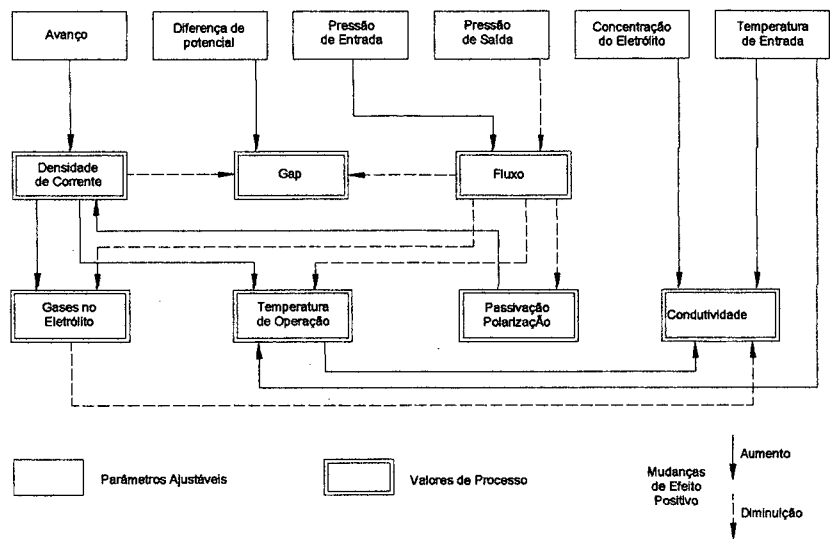 Avanço
Diferença de
potencial
Pressão
de Entrada
Pressão
de Saída
Concentração
do Eletrólito
Temperatura
de Entrada
Densidade
de Corrente
Gap
Fluxo
Gases no
Eletrólito
Temperatura
de Operação
Passivação
PolarizaçÃo
Condutividade
Parâmetros Ajustáveis
Valores de Processo
Mudanças
de Efeito
Positivo
Aumento
Diminuição